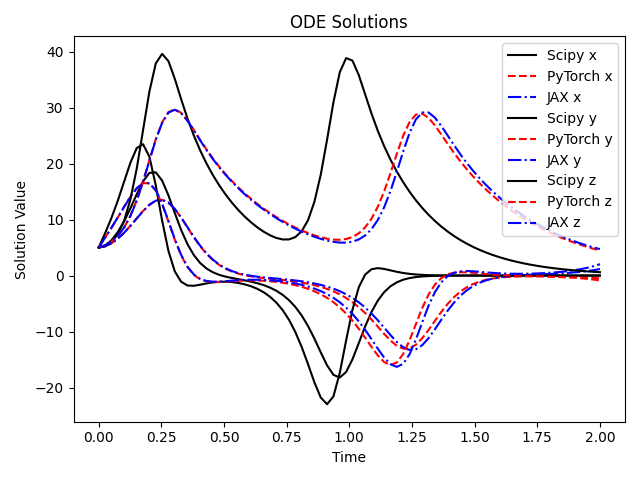 ODE Solutions
Solution Value
40
30
20
10
0
−10
−20
Scipy x
PyTorch x
JAX x
Scipy y
PyTorch y
JAX y
Scipy z
PyTorch z
JAX z
0.00 0.25 0.50 0.75 1.00 1.25 1.50 1.75 2.00
Time